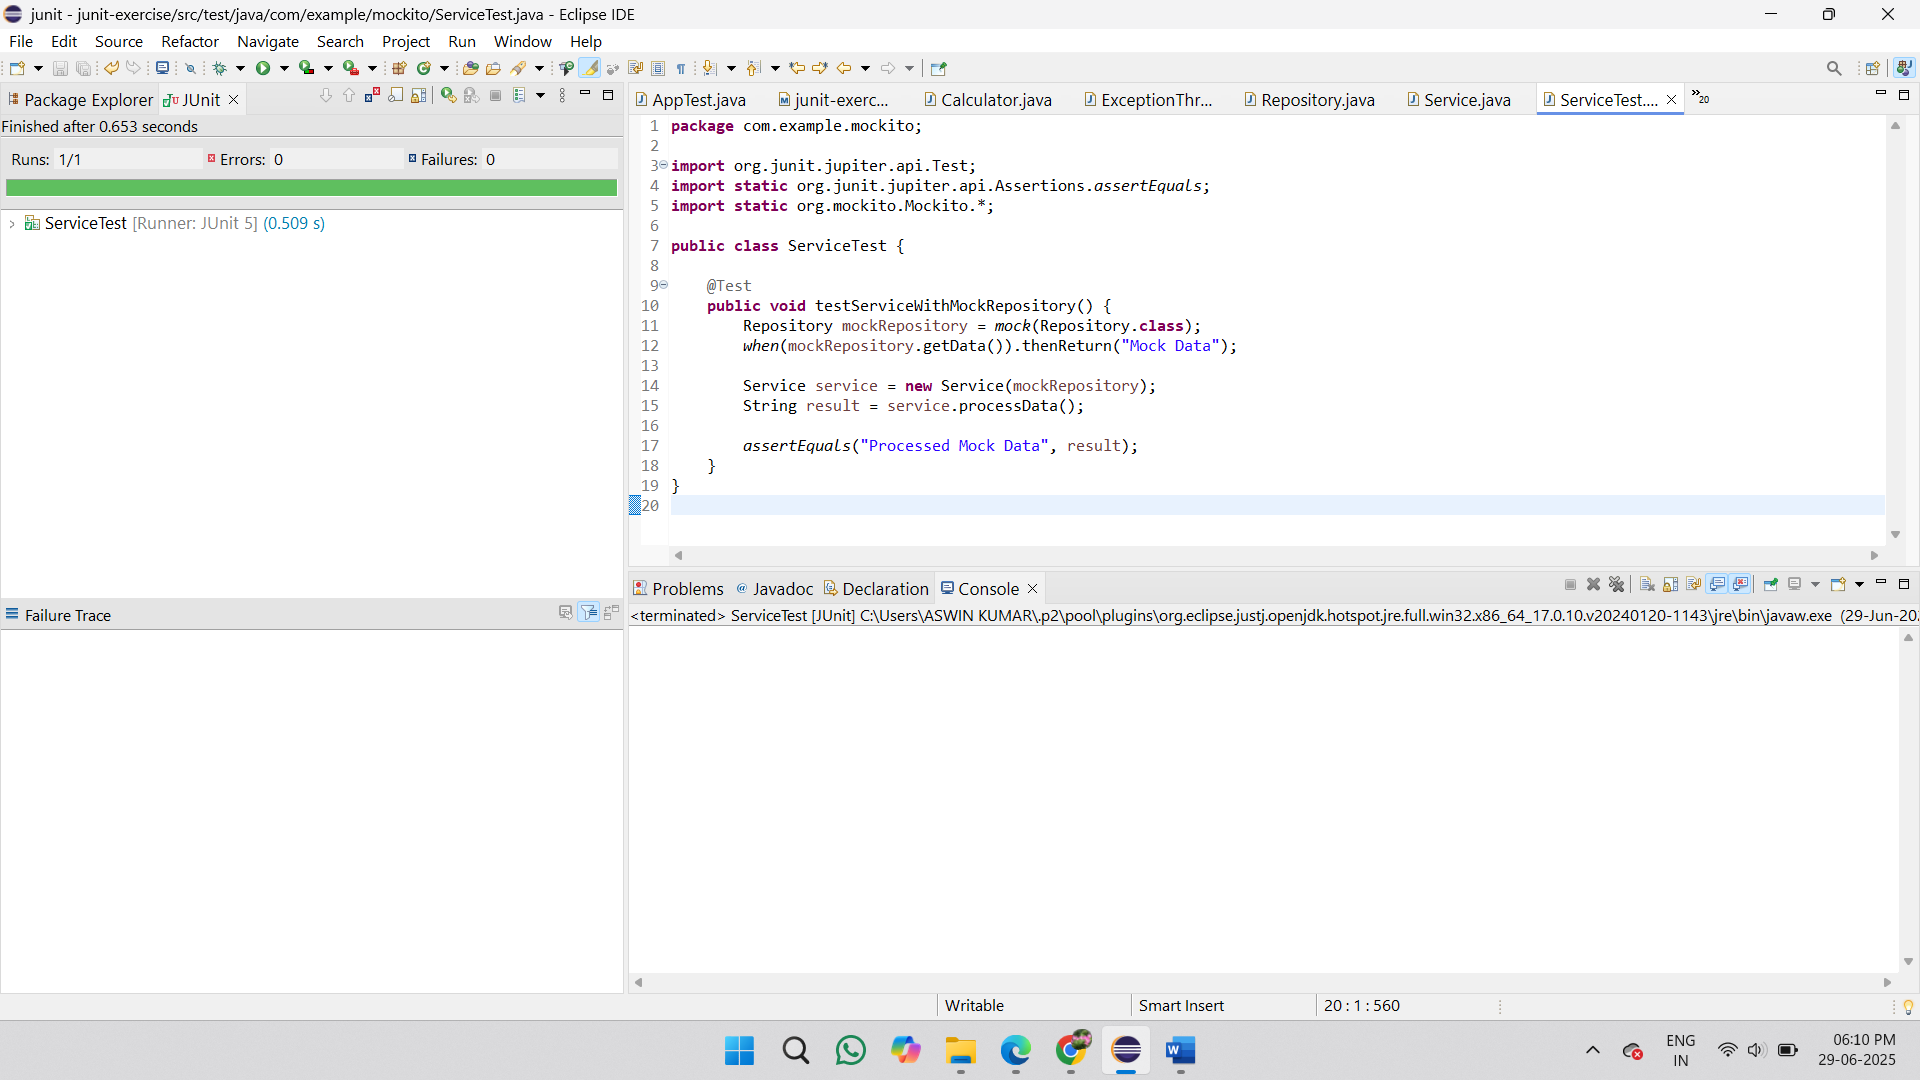 junit - junit-exercise/src/test/java/com/example/mockito/ServiceTest.java - Eclipse IDE
File Edit Source Refactor Navigate Search Project Run Window Help
Package Explorer JUnit
Finished after 0.653 seconds
Runs: 1/1 Errors: 0 Failures: 0
ServiceTest [Runner: JUnit 5] (0.509 s)
Failure Trace
AppTest.java junit-exerc... Calculator.java ExceptionThr... Repository.java Service.java ServiceTest.... »20
1 package com.example.mockito;
2
3 import org.junit.jupiter.api.Test;
4 import static org.junit.jupiter.api.Assertions.assertEquals;
5 import static org.mockito.Mockito.*;
6
7 public class ServiceTest {
8
9 @Test
10 public void testServiceWithMockRepository() {
11 Repository mockRepository = mock(Repository.class);
12 when(mockRepository.getData()).thenReturn("Mock Data");
13
14 Service service = new Service(mockRepository);
15 String result = service.processData();
16
17 assertEquals("Processed Mock Data", result);
18 }
19 }
20
Problems @ Javadoc Declaration Console
<terminated> ServiceTest [JUnit] C:\Users\ASWIN KUMAR\.p2\pool\plugins\org.eclipse.justj.openjdk.hotspot.jre.full.win32.x86_64_17.0.10.v20240120-1143\jre\bin\javaw.exe (29-Jun-20
Writable Smart Insert 20 : 1 : 560
ENG
IN
06:10 PM
29-06-2025